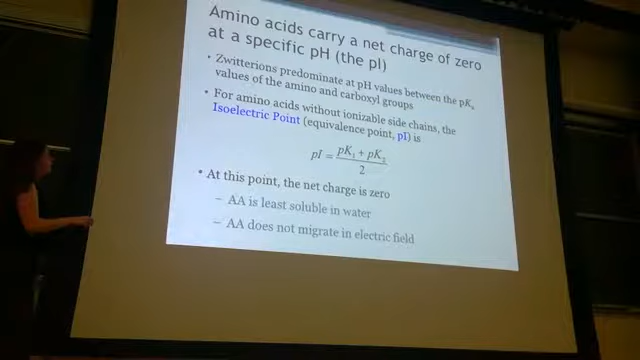 Amino acids carry a net charge of zero
at a specific pH (the pI)
• Zwitterions predominate at pH values between the pKₐ
values of the amino and carboxyl groups
• For amino acids without ionizable side chains, the
Isoelectric Point (equivalence point, pI) is
pI = (pK₁ + pK₂) / 2
• At this point, the net charge is zero
– AA is least soluble in water
– AA does not migrate in electric field